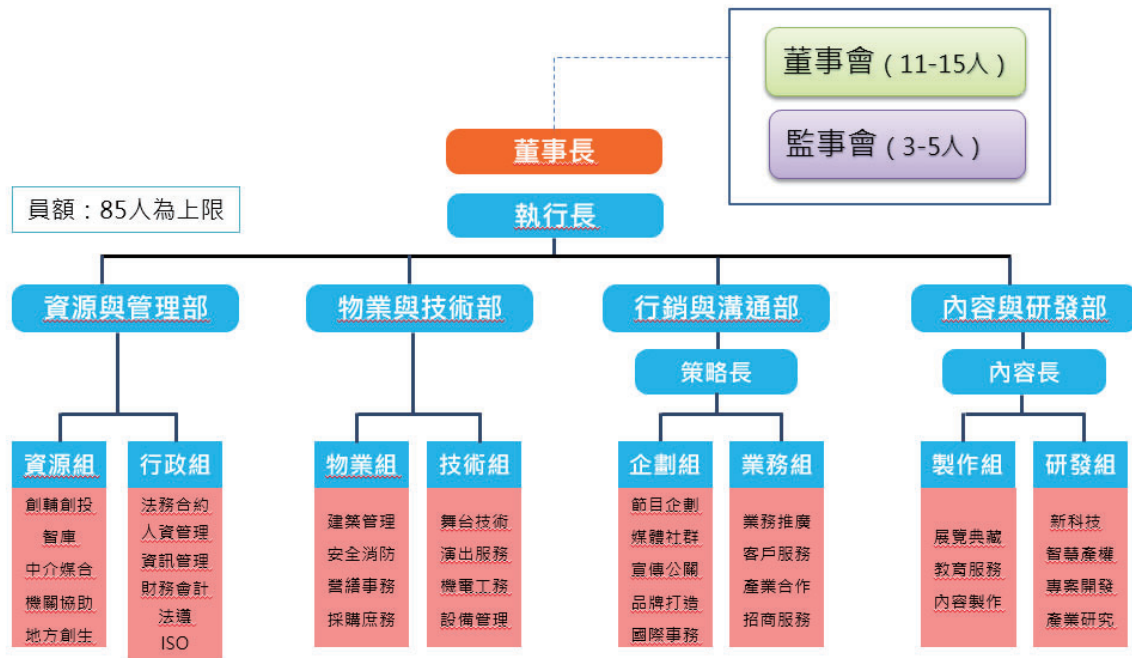 董事會（11-15人）
監事會（3-5人）
董事長
執行長
員額：85人為上限
資源與管理部
物業與技術部
行銷與溝通部
內容與研發部
策略長
內容長
資源組
創輔創投
智庫
中介媒合
機關協助
地方創生
行政組
法務合約
人資管理
資訊管理
財務會計
法遵
ISO
物業組
建築管理
安全消防
營繕事務
採購庶務
技術組
舞台技術
演出服務
機電工務
設備管理
企劃組
節目企劃
媒體社群
宣傳公關
品牌打造
國際事務
業務組
業務推廣
客戶服務
產業合作
招商服務
製作組
展覽典藏
教育服務
內容製作
研發組
新科技
智慧產權
專案開發
產業研究